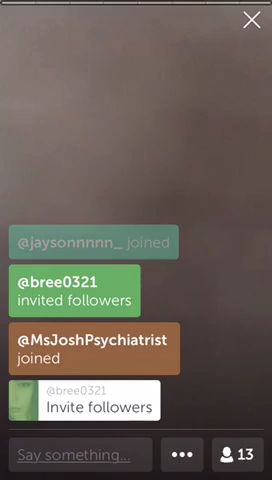 @jaysonnnnn_ joined
@bree0321
invited followers
@MsJoshPsychiatrist
joined
@bree0321
Invite followers
Say something...
13